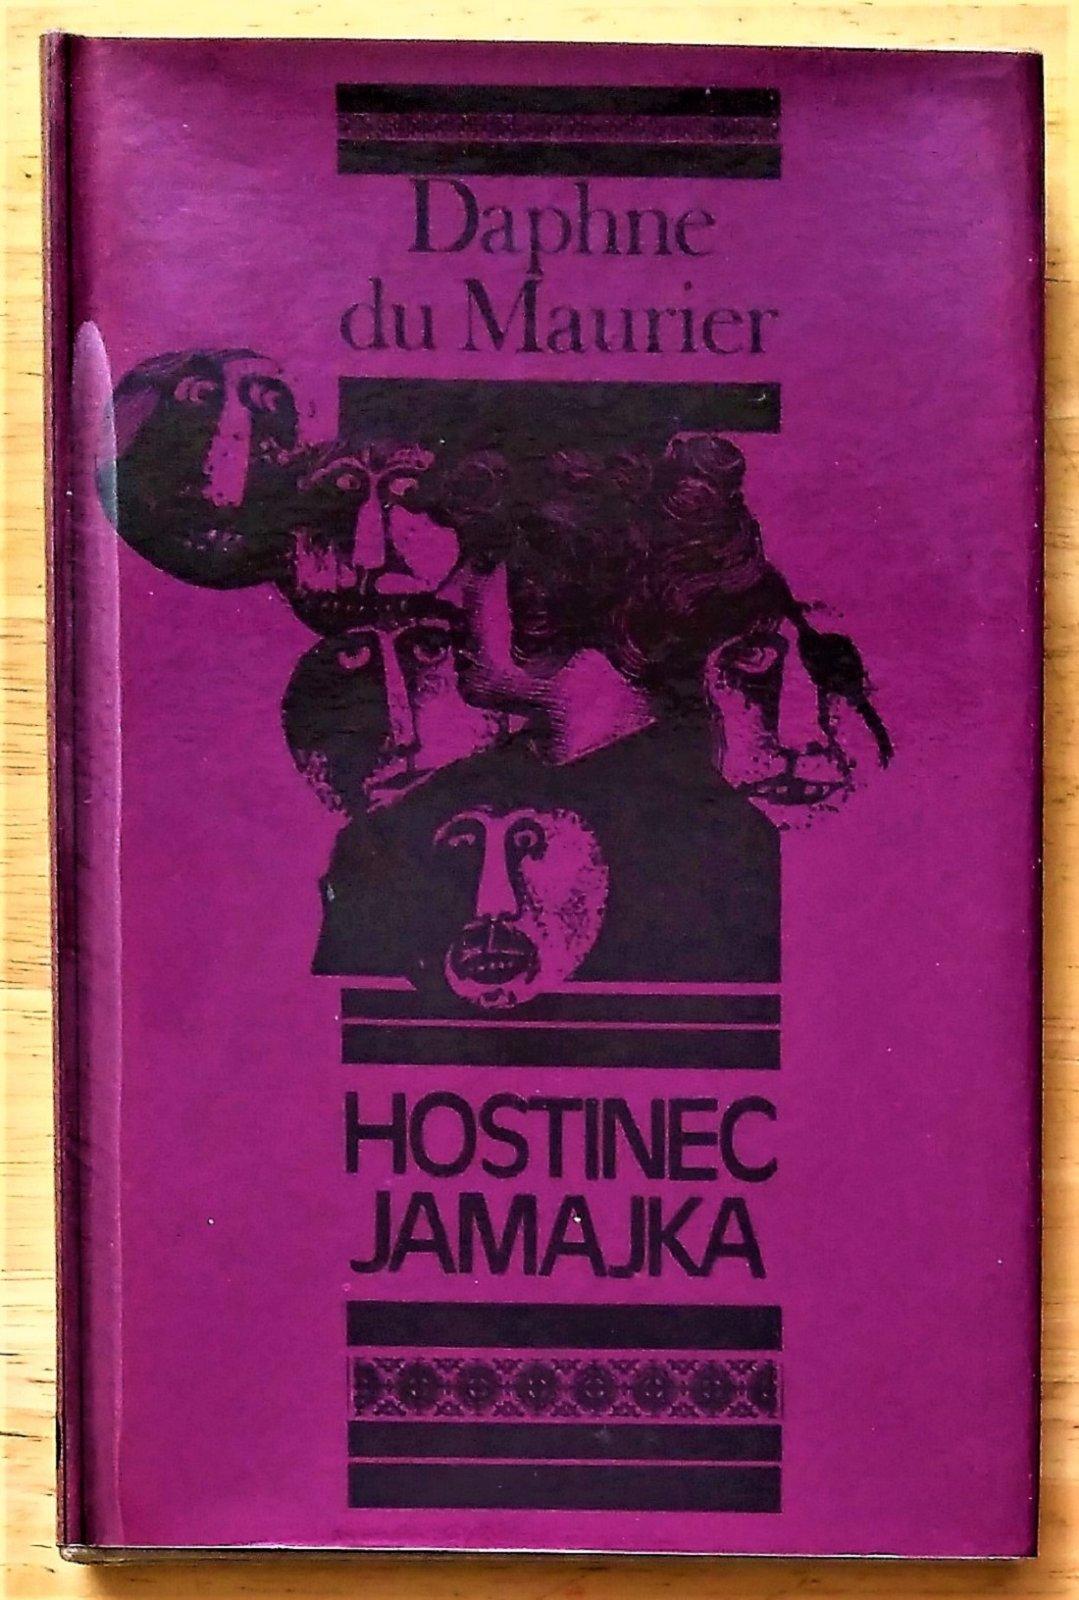 Daphne
du Maurier
HOSTINEC
JAMAJKA